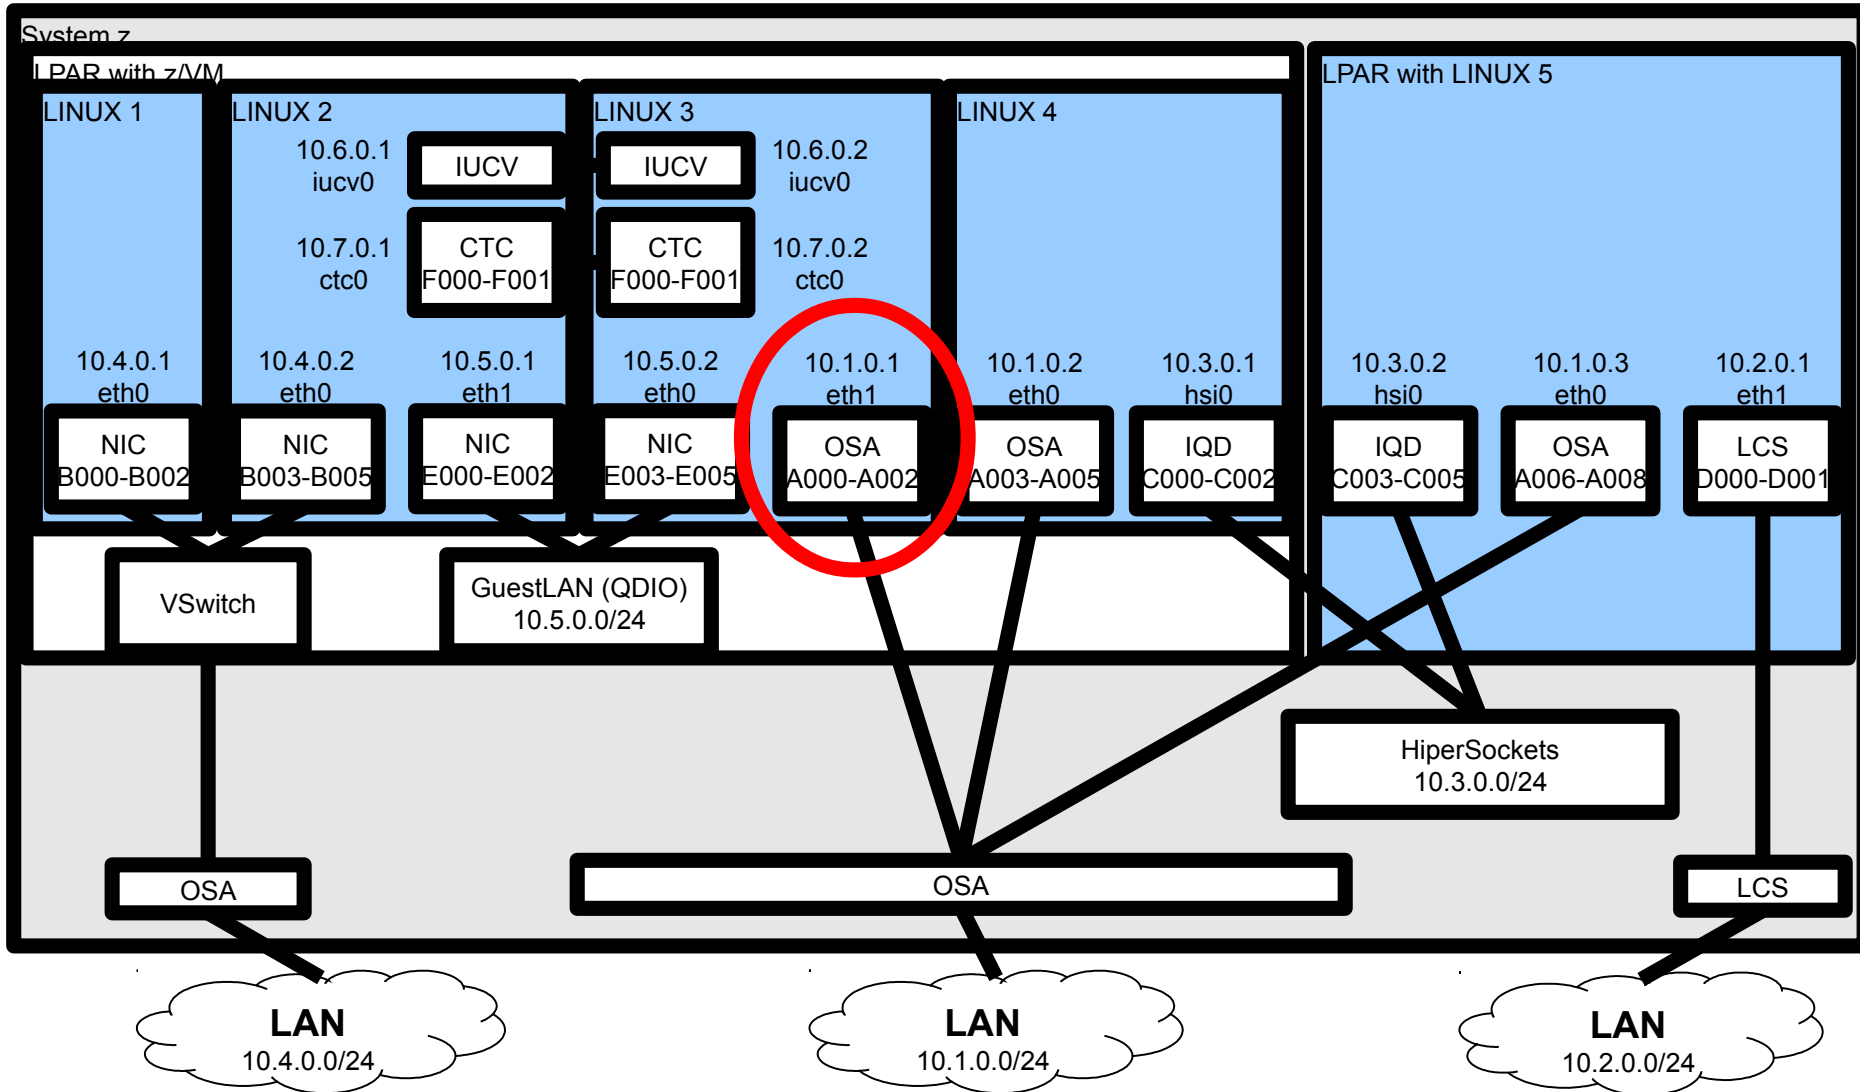 System z
LPAR with z/VM
LPAR with LINUX 5
LINUX 1
LINUX 2
LINUX 3
LINUX 4
10.6.0.1
iucv0
IUCV
IUCV
10.6.0.2
iucv0
10.7.0.1
ctc0
CTC
F000-F001
CTC
F000-F001
10.7.0.2
ctc0
10.4.0.1
eth0
10.4.0.2
eth0
10.5.0.1
eth1
10.5.0.2
eth0
10.1.0.1
eth1
10.1.0.2
eth0
10.3.0.1
hsi0
10.3.0.2
hsi0
10.1.0.3
eth0
10.2.0.1
eth1
NIC
B000-B002
NIC
B003-B005
NIC
E000-E002
NIC
E003-E005
OSA
A000-A002
OSA
A003-A005
IQD
C000-C002
IQD
C003-C005
OSA
A006-A008
LCS
D000-D001
VSwitch
GuestLAN (QDIO)
10.5.0.0/24
HiperSockets
10.3.0.0/24
OSA
OSA
LCS
LAN
10.4.0.0/24
LAN
10.1.0.0/24
LAN
10.2.0.0/24